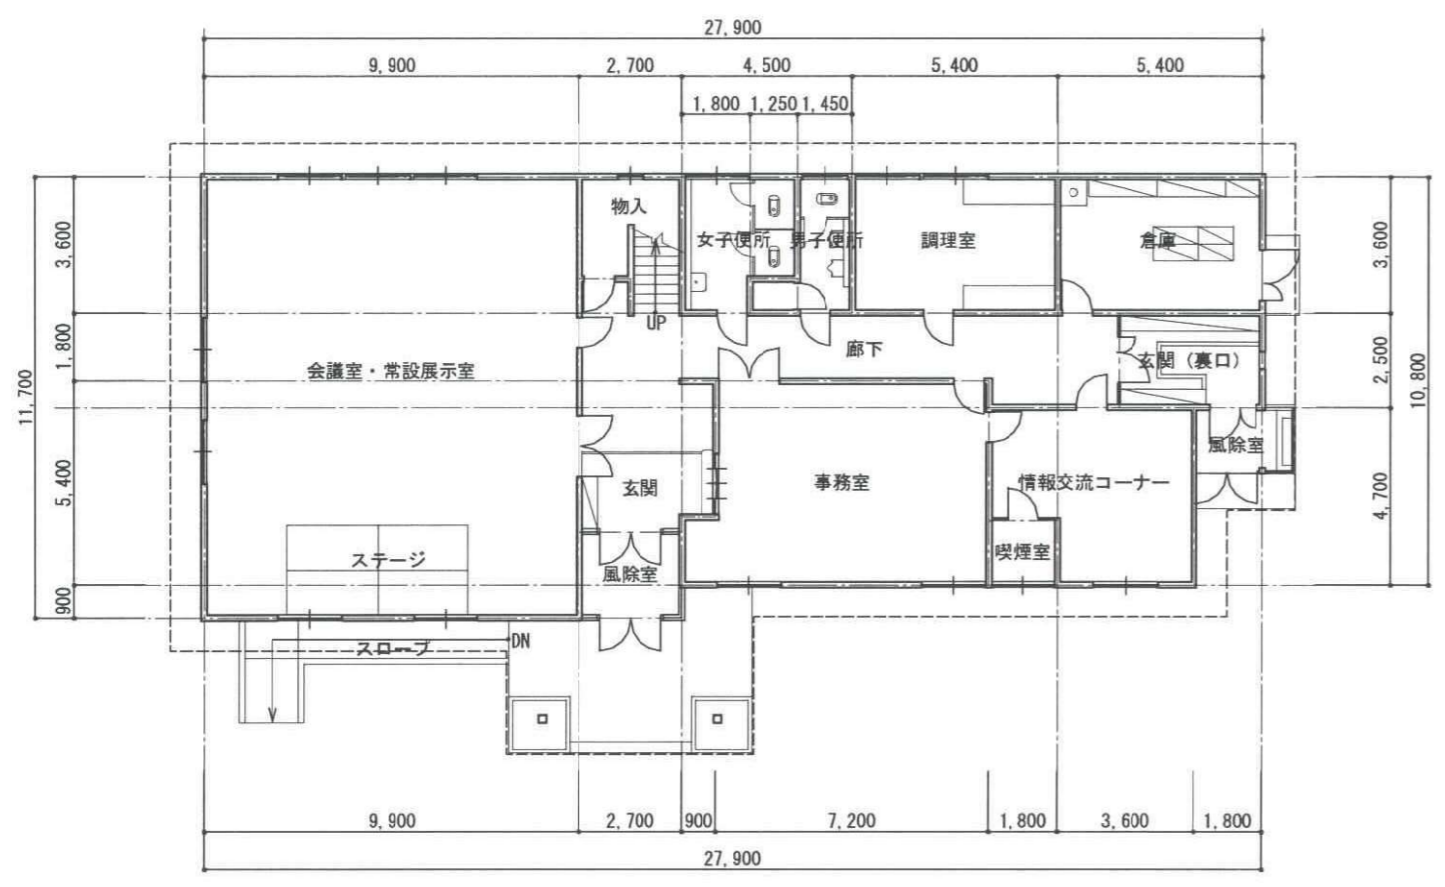 27,900
9,900 2,700 4,500 5,400 5,400
1,800 1,250 1,450
物入
女子便所 男子便所 調理室 倉庫
3,600 3,600
UP
廊下
1,800 2,500
会議室・常設展示室 玄関（裏口）
11,700 10,800
風除室
玄関 事務室 情報交流コーナー
5,400 4,700
喫煙室
ステージ 風除室
900
スロープ DN
9,900 2,700 900 7,200 1,800 3,600 1,800
27,900